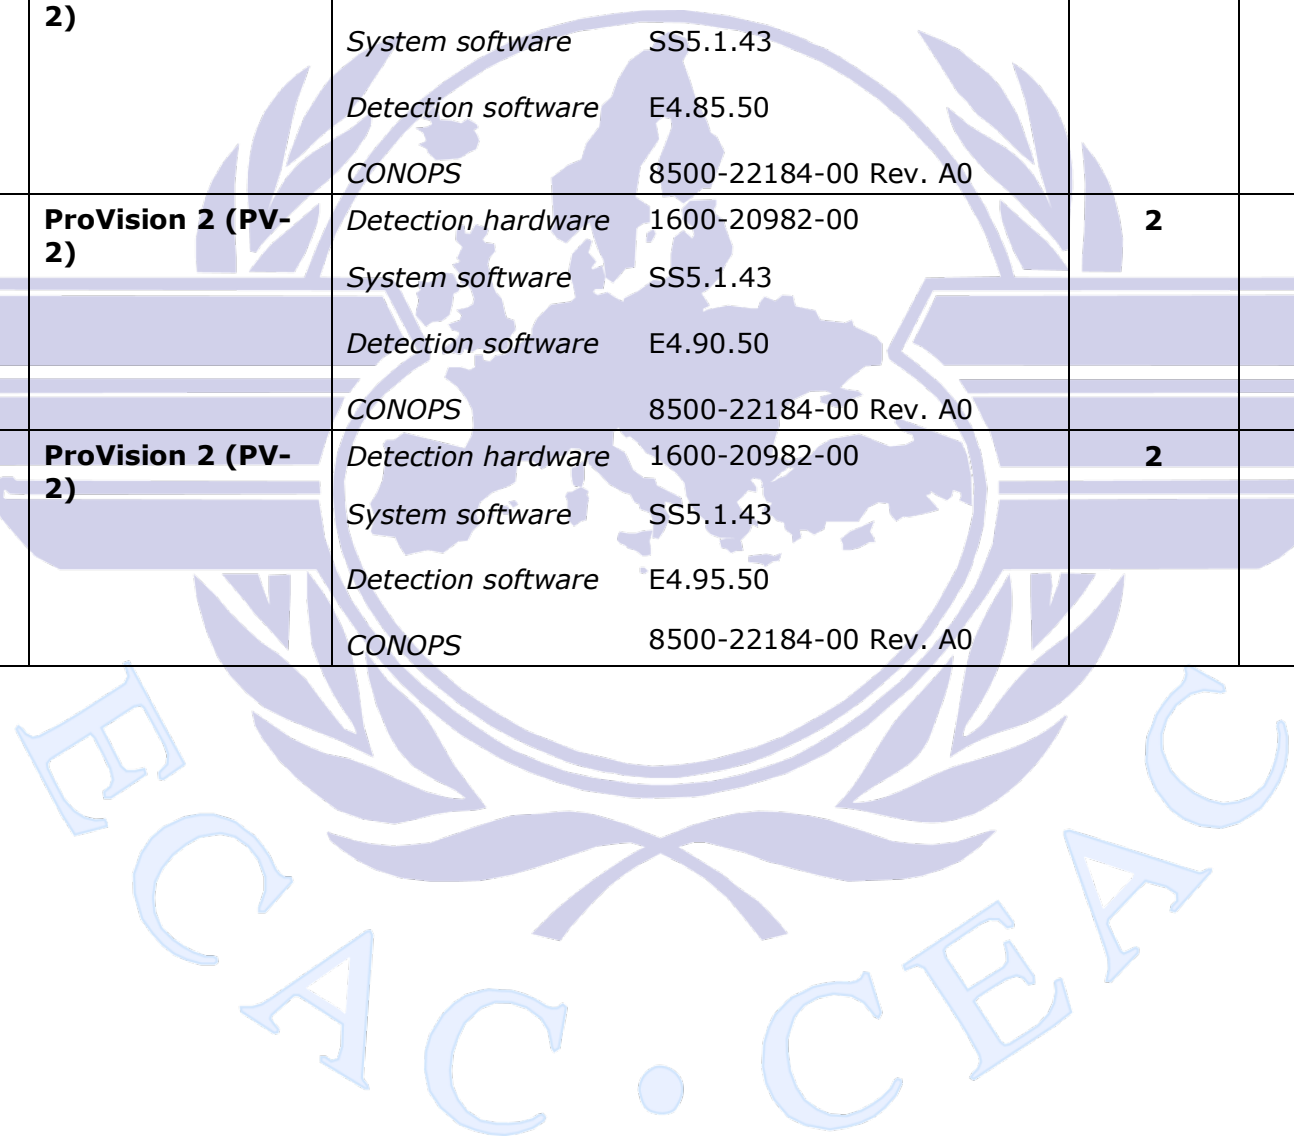 2)
System software SS5.1.43
Detection software E4.85.50
CONOPS 8500-22184-00 Rev. A0
ProVision 2 (PV- Detection hardware 1600-20982-00 2
2)
System software SS5.1.43
Detection software E4.90.50
CONOPS 8500-22184-00 Rev. A0
ProVision 2 (PV- Detection hardware 1600-20982-00 2
2)
System software SS5.1.43
Detection software E4.95.50
CONOPS 8500-22184-00 Rev. A0
ECAC · CEAC